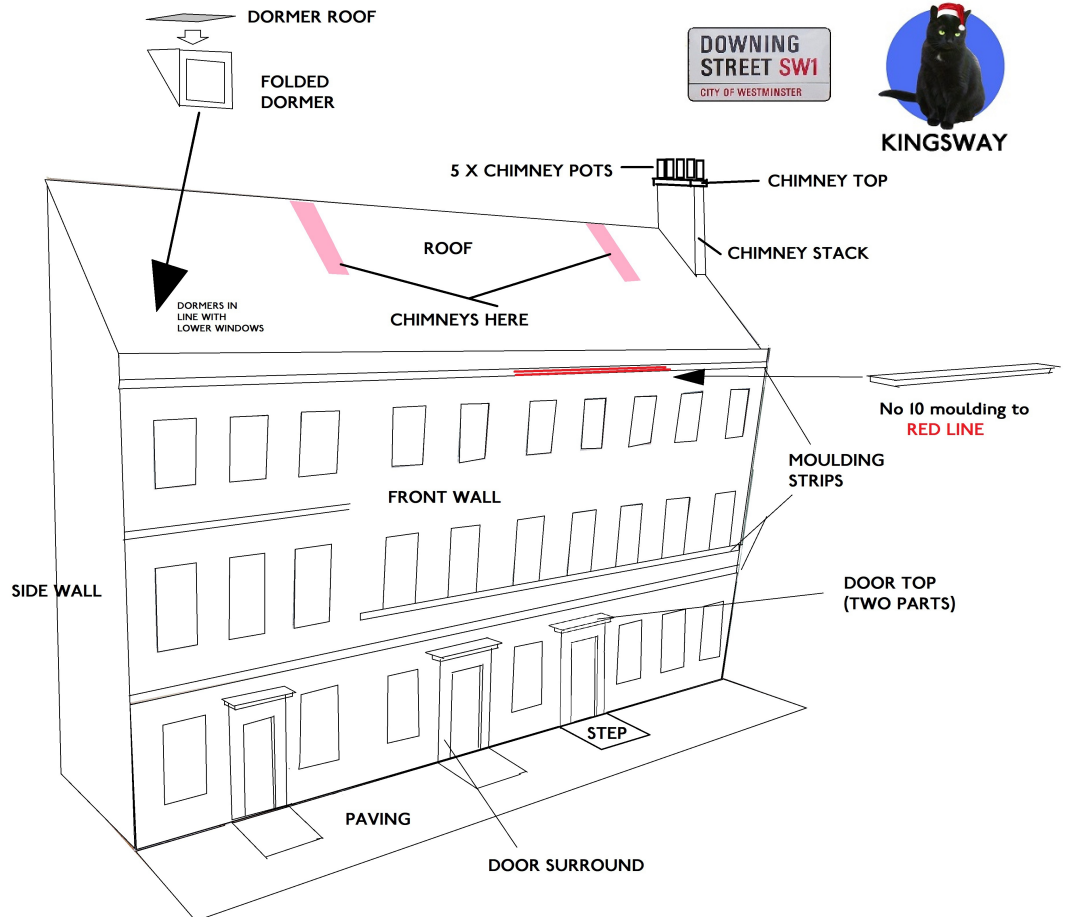 DORMER ROOF
FOLDED
DORMER
DOWNING
STREET SW1
CITY OF WESTMINSTER
KINGSWAY
5 X CHIMNEY POTS
CHIMNEY TOP
CHIMNEY STACK
ROOF
DORMERS IN
LINE WITH
LOWER WINDOWS
CHIMNEYS HERE
No 10 moulding to
RED LINE
MOULDING
STRIPS
FRONT WALL
SIDE WALL
DOOR TOP
(TWO PARTS)
STEP
PAVING
DOOR SURROUND